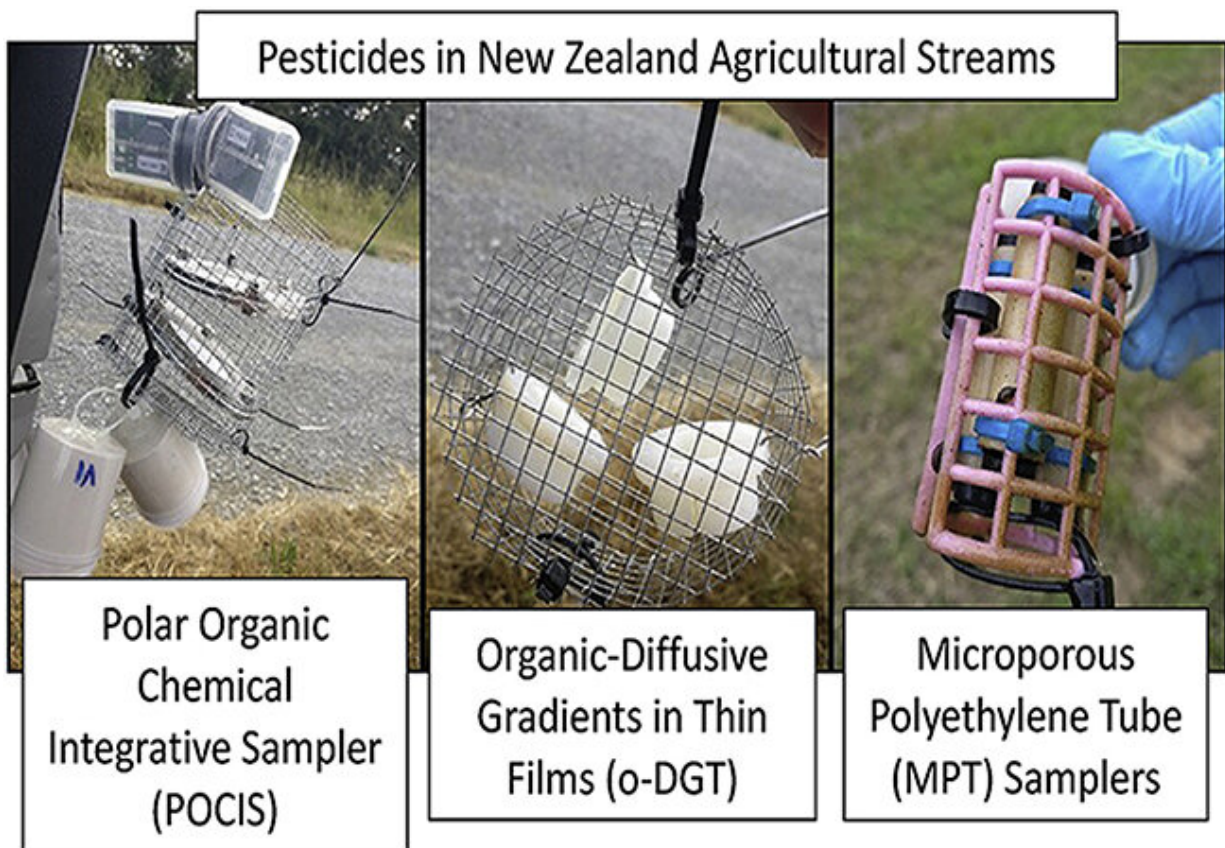 Pesticides in New Zealand Agricultural Streams
Polar Organic
Chemical
Integrative Sampler
(POCIS)
Organic-Diffusive
Gradients in Thin
Films (o-DGT)
Microporous
Polyethylene Tube
(MPT) Samplers